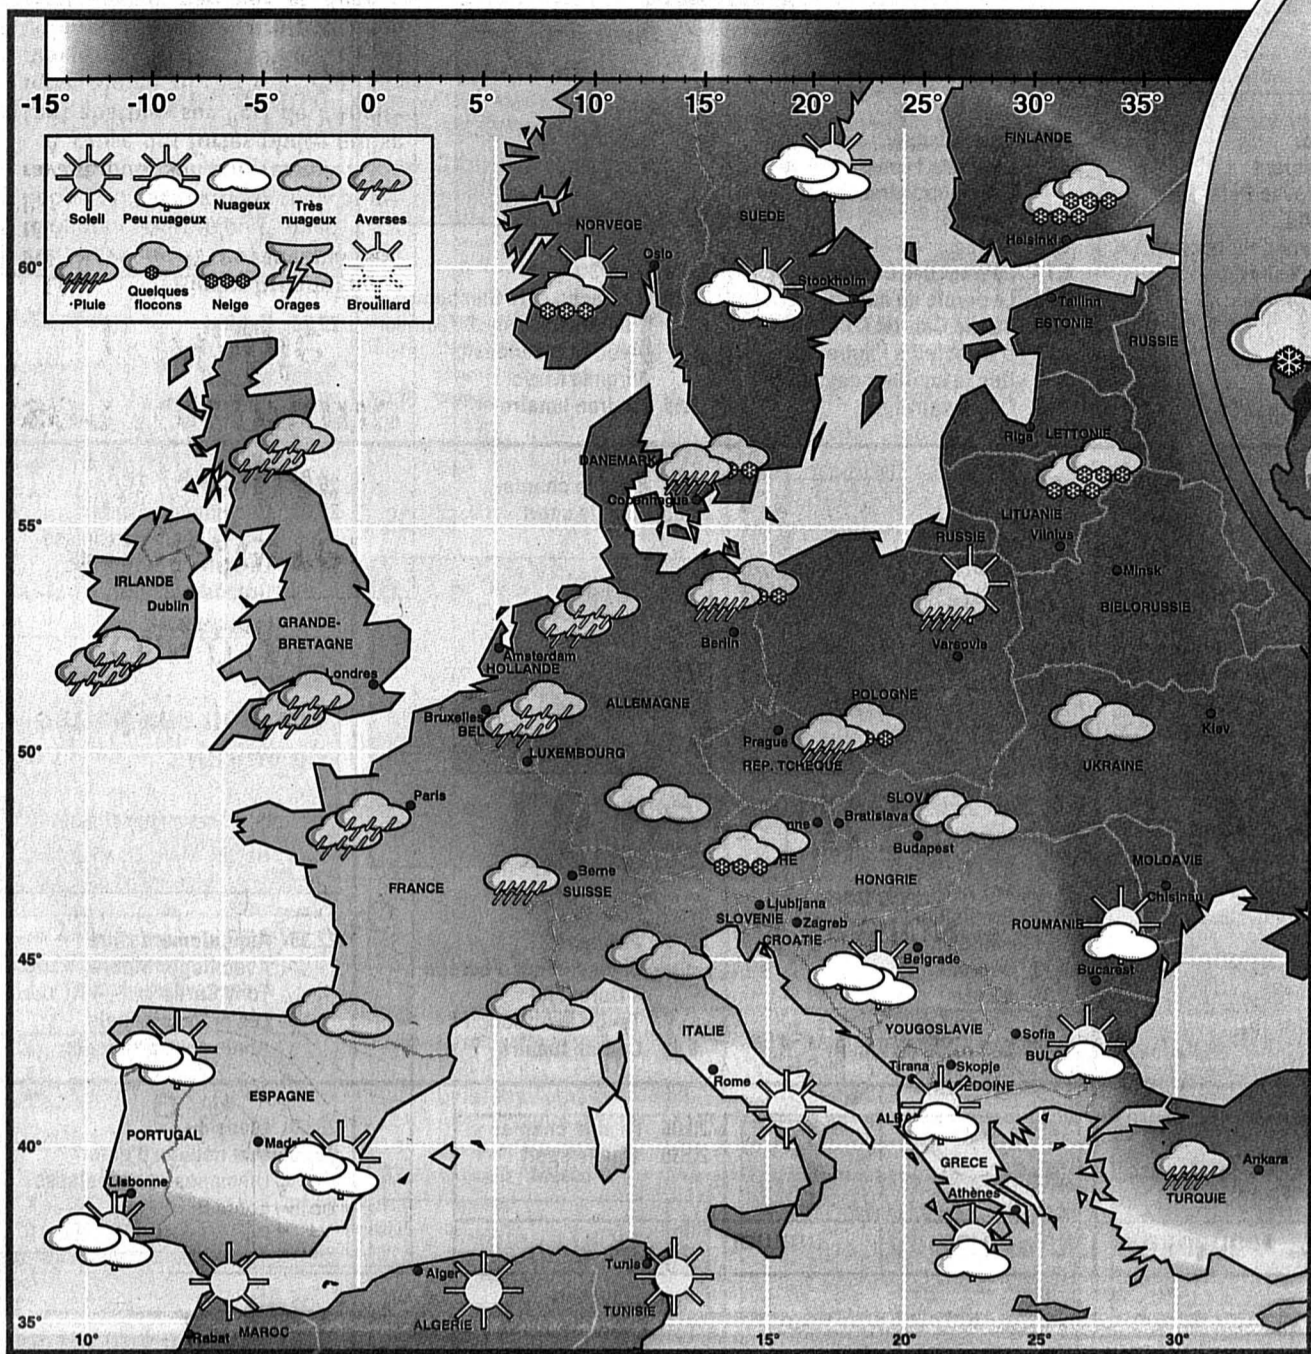 -15° -10° -5° 0° 5° 10° 15° 20° 25° 30° 35°
Soleil
Peu nuageux
Nuageux
Très
nuageux
Averses
Pluie
Quelques
flocons
Neige
Orages
Brouillard
FINLANDE
Helsinki
NORVEGE
SUEDE
Oslo
Stockholm
60°
Tallinn
ESTONIE
RUSSIE
Riga
LETTONIE
DANEMARK
Copenhague
LITUANIE
Vilnius
55°
RUSSIE
IRLANDE
Dublin
Minsk
BIELORUSSIE
GRANDE-
BRETAGNE
Londres
Berlin
Varsovie
Amsterdam
HOLLANDE
ALLEMAGNE
POLOGNE
Bruxelles
BEL
LUXEMBOURG
Prague
REP. TCHEQUE
Kiev
UKRAINE
50°
Paris
SLOVA
Bratislava
Budapest
FRANCE
Berne
SUISSE
HONGRIE
MOLDAVIE
Chisinau
Ljubljana
SLOVENIE
Zagreb
CROATIE
ROUMANIE
Belgrade
Bucarest
45°
ITALIE
YOUGOSLAVIE
Sofia
BULG
Tirana
Skopje
Rome
ESPAGNE
PORTUGAL
40°
Lisbonne
GRECE
Athènes
Ankara
TURQUIE
Alger
Tunis
TUNISIE
ALGERIE
Rabat
MAROC
35°
10° 15° 20° 25° 30°